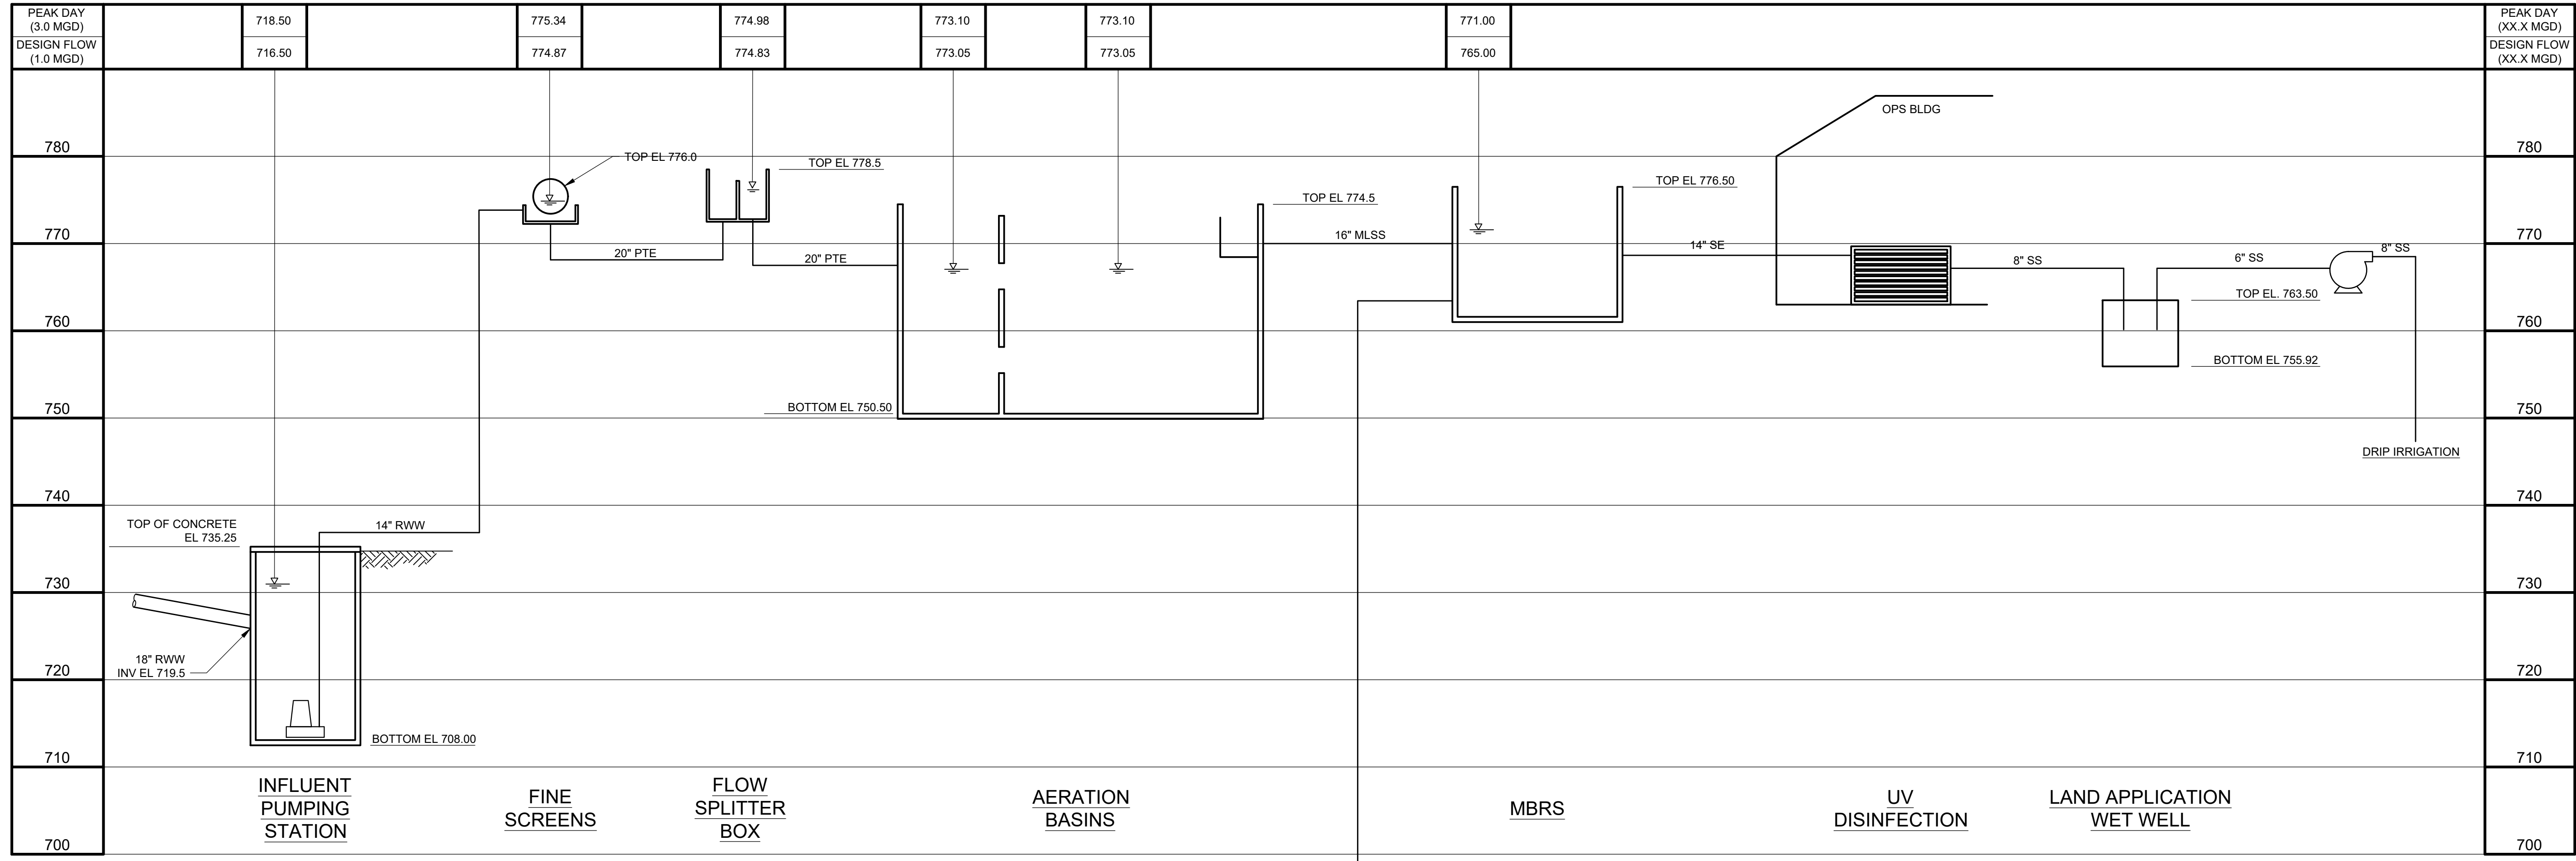 PEAK DAY
(3.0 MGD)
DESIGN FLOW
(1.0 MGD)
718.50
716.50
775.34
774.87
774.98
774.83
773.10
773.05
773.10
773.05
771.00
765.00
PEAK DAY
(XX.X MGD)
DESIGN FLOW
(XX.X MGD)
OPS BLDG
780
780
TOP EL 776.0
TOP EL 778.5
TOP EL 776.50
TOP EL 774.5
770
770
16" MLSS
14" SE
8" SS
20" PTE
20" PTE
8" SS
6" SS
TOP EL. 763.50
760
760
BOTTOM EL 755.92
750
BOTTOM EL 750.50
750
DRIP IRRIGATION
740
740
TOP OF CONCRETE
EL 735.25
14" RWW
730
730
18" RWW
INV EL 719.5
720
720
BOTTOM EL 708.00
710
710
INFLUENT
PUMPING
STATION
FINE
SCREENS
FLOW
SPLITTER
BOX
AERATION
BASINS
MBRS
UV
DISINFECTION
LAND APPLICATION
WET WELL
700
700